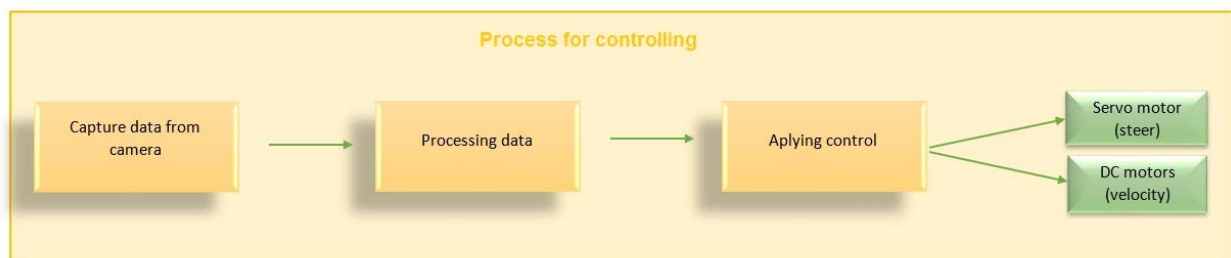 Process for controlling
Capture data from
camera
Processing data
Aplying control
Servo motor
(steer)
DC motors
(velocity)